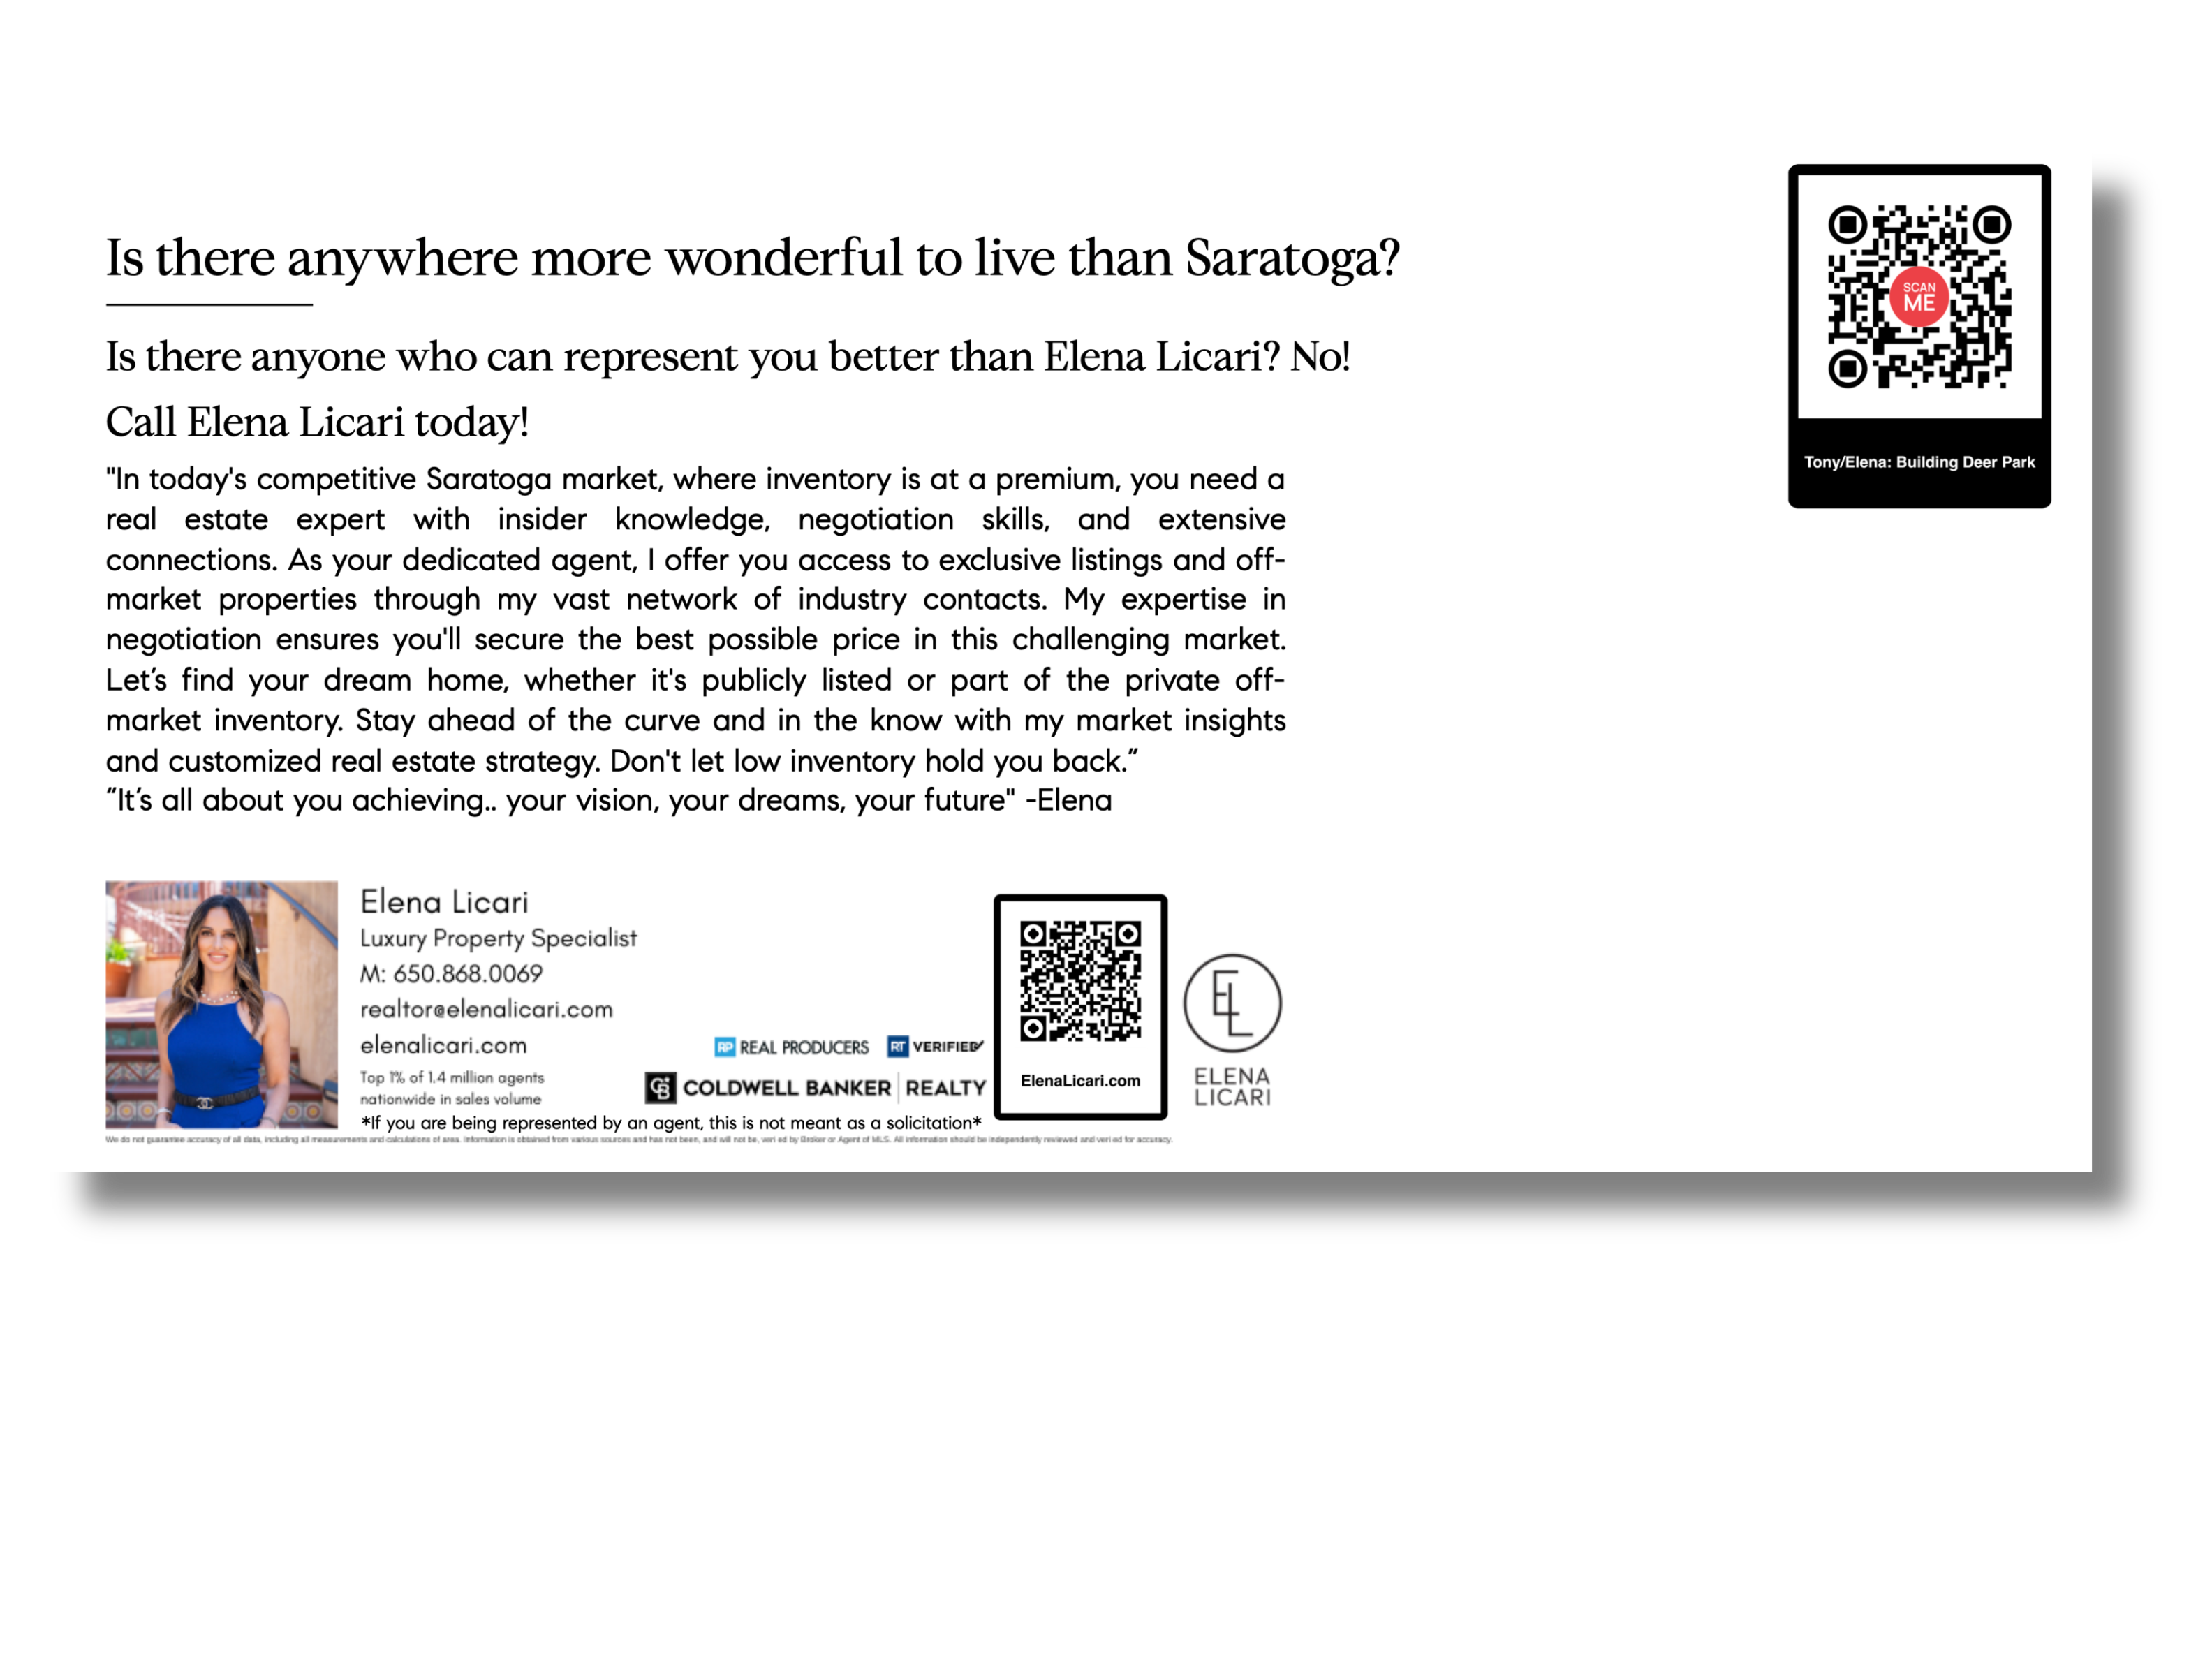 Is there anywhere more wonderful to live than Saratoga?
Is there anyone who can represent you better than Elena Licari? No!
Call Elena Licari today!
"In today's competitive Saratoga market, where inventory is at a premium, you need a
real estate expert with insider knowledge, negotiation skills, and extensive
connections. As your dedicated agent, I offer you access to exclusive listings and off-
market properties through my vast network of industry contacts. My expertise in
negotiation ensures you'll secure the best possible price in this challenging market.
Let’s find your dream home, whether it's publicly listed or part of the private off-
market inventory. Stay ahead of the curve and in the know with my market insights
and customized real estate strategy. Don't let low inventory hold you back.”
“It’s all about you achieving.. your vision, your dreams, your future" -Elena
SCAN
ME
Tony/Elena: Building Deer Park
Elena Licari
Luxury Property Specialist
M: 650.868.0069
realtor@elenalicari.com
elenalicari.com
Top 1% of 1.4 million agents
nationwide in sales volume
RP REAL PRODUCERS RT VERIFIED
CB COLDWELL BANKER REALTY
*If you are being represented by an agent, this is not meant as a solicitation*
ElenaLicari.com
EL
ELENA
LICARI
We do not guarantee accuracy of all data, including all measurements and calculations of area. Information is obtained from various sources and has not been, and will not be, veri ed by Broker or Agent of MLS. All information should be independently reviewed and veri ed for accuracy.